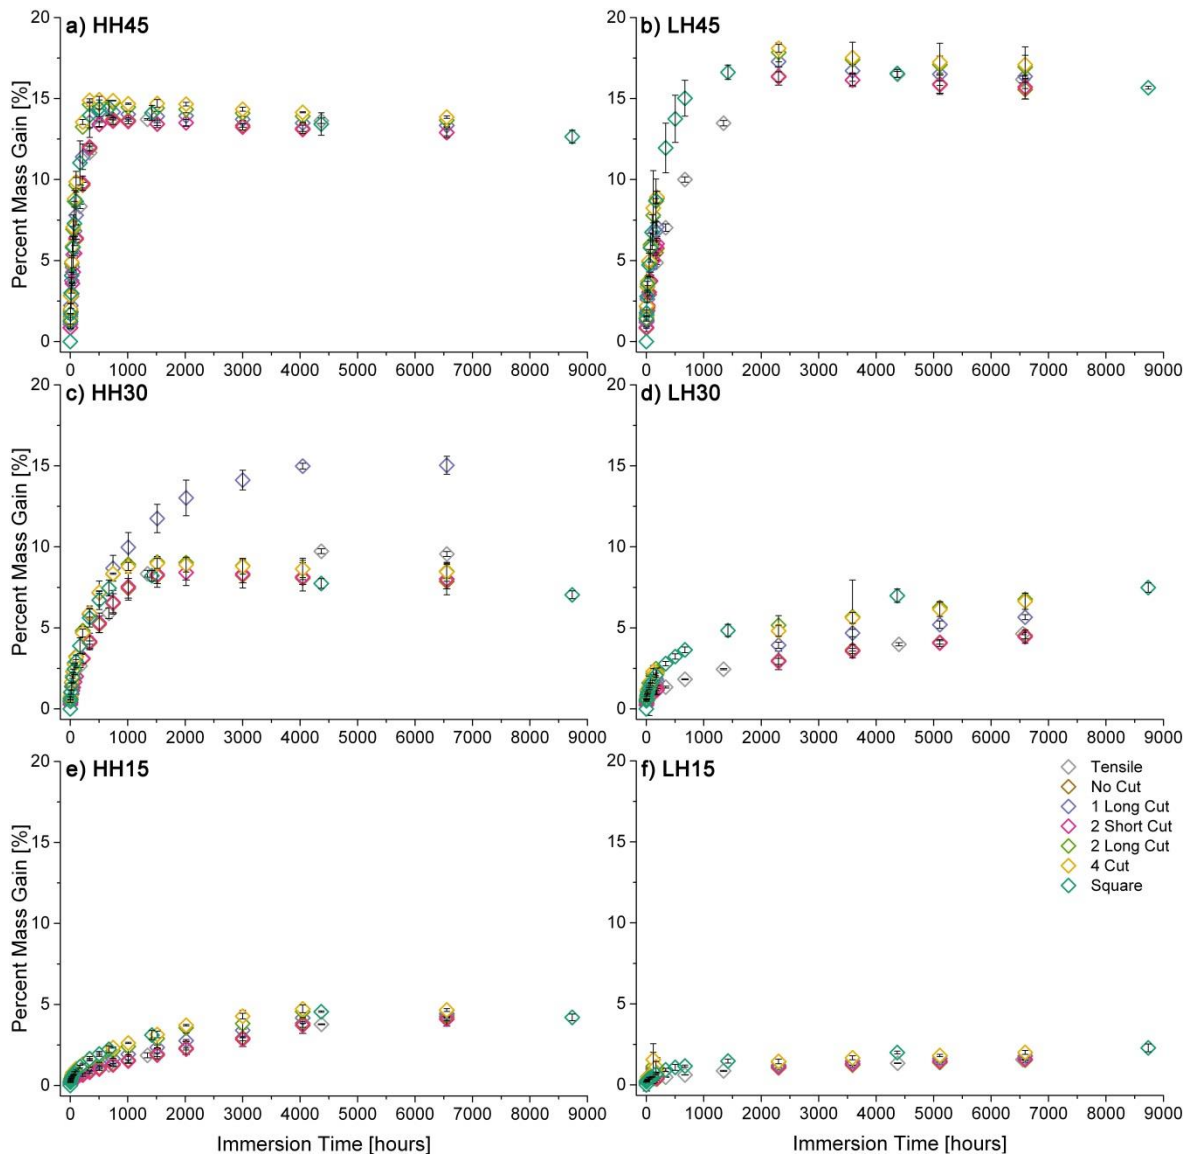 a) HH45
b) LH45
Percent Mass Gain [%]
20
15
10
5
0
0 1000 2000 3000 4000 5000 6000 7000 8000 9000
0 1000 2000 3000 4000 5000 6000 7000 8000 9000
c) HH30
d) LH30
Percent Mass Gain [%]
20
15
10
5
0
0 1000 2000 3000 4000 5000 6000 7000 8000 9000
0 1000 2000 3000 4000 5000 6000 7000 8000 9000
e) HH15
f) LH15
Percent Mass Gain [%]
20
15
10
5
0
Tensile
No Cut
1 Long Cut
2 Short Cut
2 Long Cut
4 Cut
Square
0 1000 2000 3000 4000 5000 6000 7000 8000 9000
0 1000 2000 3000 4000 5000 6000 7000 8000 9000
Immersion Time [hours]
Immersion Time [hours]
20
15
10
5
0
20
15
10
5
0
20
15
10
5
0